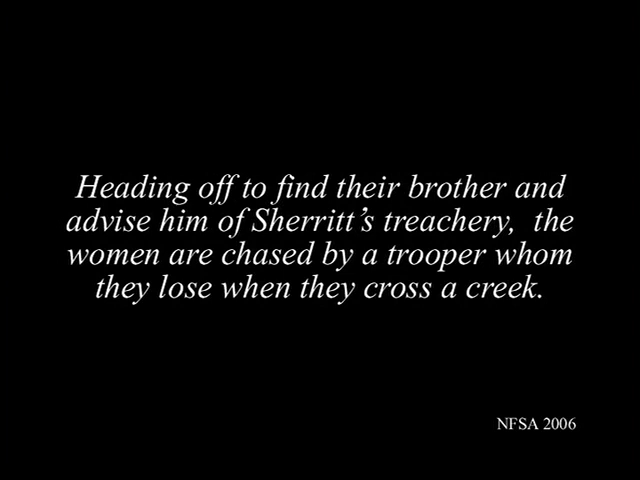 Heading off to find their brother and
advise him of Sherritt's treachery,  the
women are chased by a trooper whom
they lose when they cross a creek.
NFSA 2006